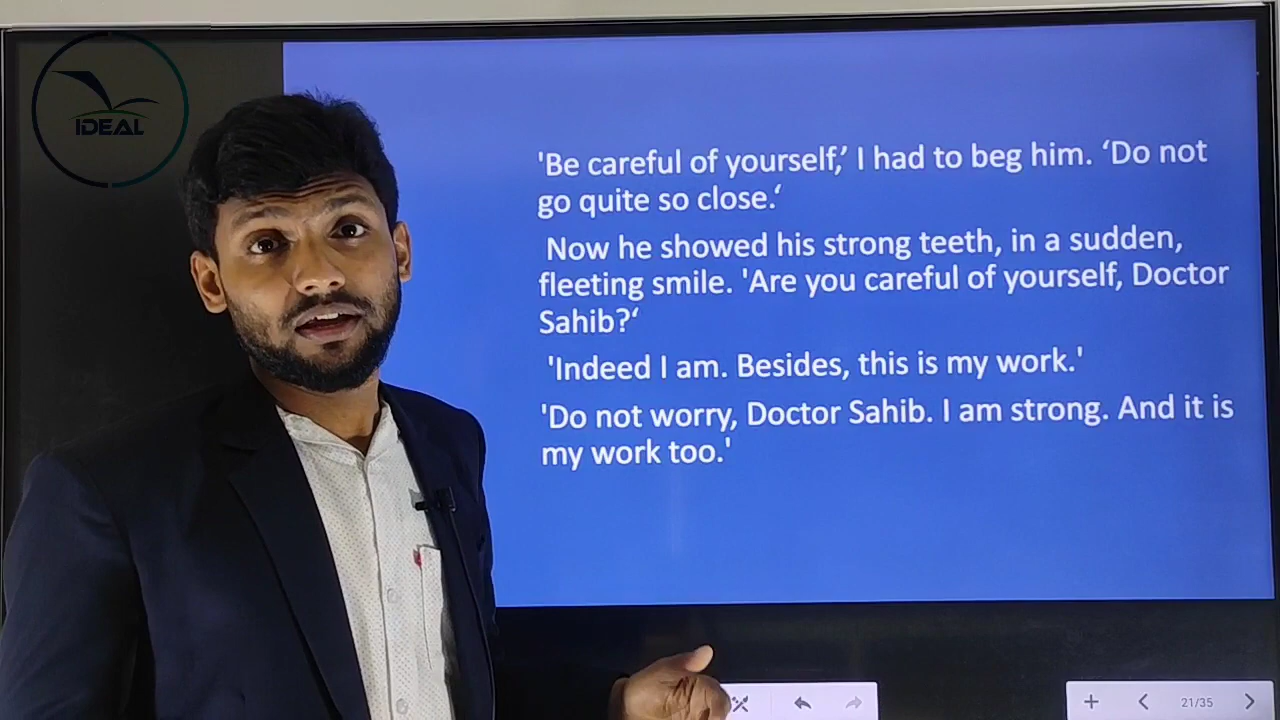 IDEAL
'Be careful of yourself,’ I had to beg him. ‘Do not
go quite so close.‘
Now he showed his strong teeth, in a sudden,
fleeting smile. 'Are you careful of yourself, Doctor
Sahib?‘
'Indeed I am. Besides, this is my work.'
'Do not worry, Doctor Sahib. I am strong. And it is
my work too.'
21/35